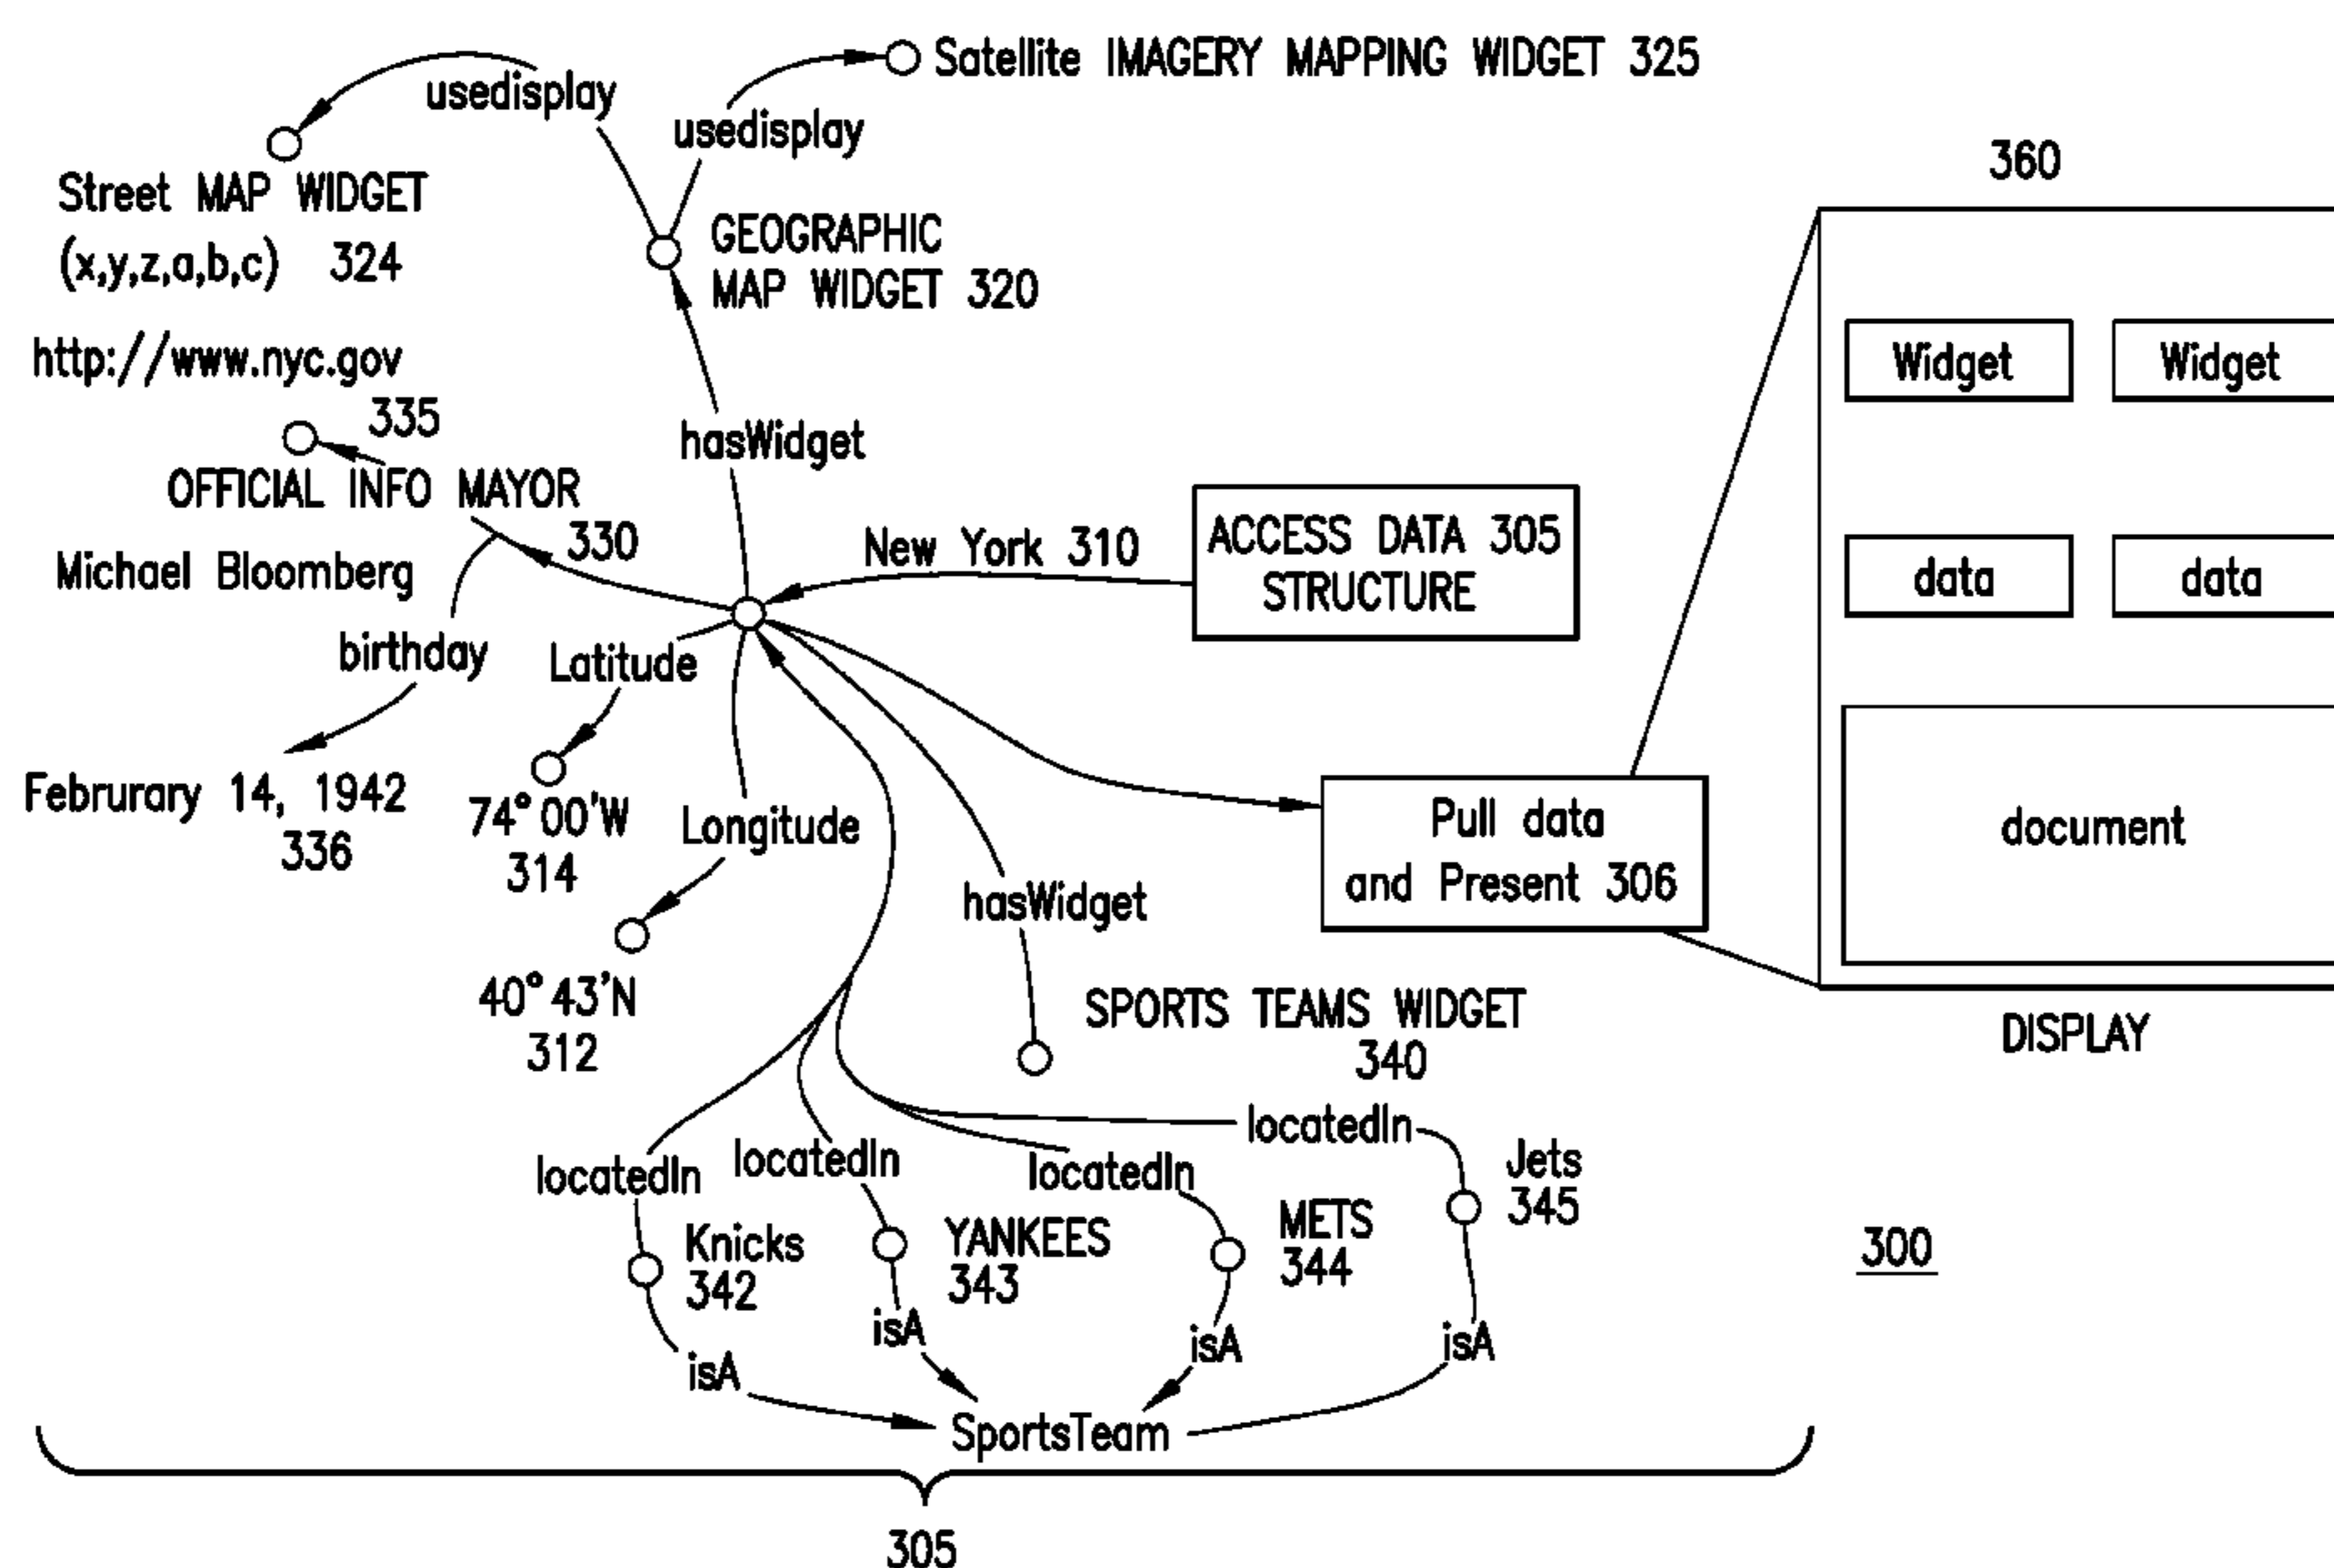 usedisplay
Satellite IMAGERY MAPPING WIDGET 325
usedisplay
360
Street MAP WIDGET
(x,y,z,a,b,c) 324
GEOGRAPHIC
MAP WIDGET 320
http://www.nyc.gov
335
Widget
Widget
hasWidget
OFFICIAL INFO MAYOR
330
New York 310
ACCESS DATA 305
STRUCTURE
Michael Bloomberg
data
data
birthday
Latitude
Februrary 14, 1942
336
74°00'W
314
Longitude
Pull data
and Present 306
document
hasWidget
40°43'N
312
SPORTS TEAMS WIDGET
340
DISPLAY
locatedIn
locatedIn
locatedIn
locatedIn
Jets
345
Knicks
342
YANKEES
343
METS
344
300
isA
isA
isA
isA
SportsTeam
305